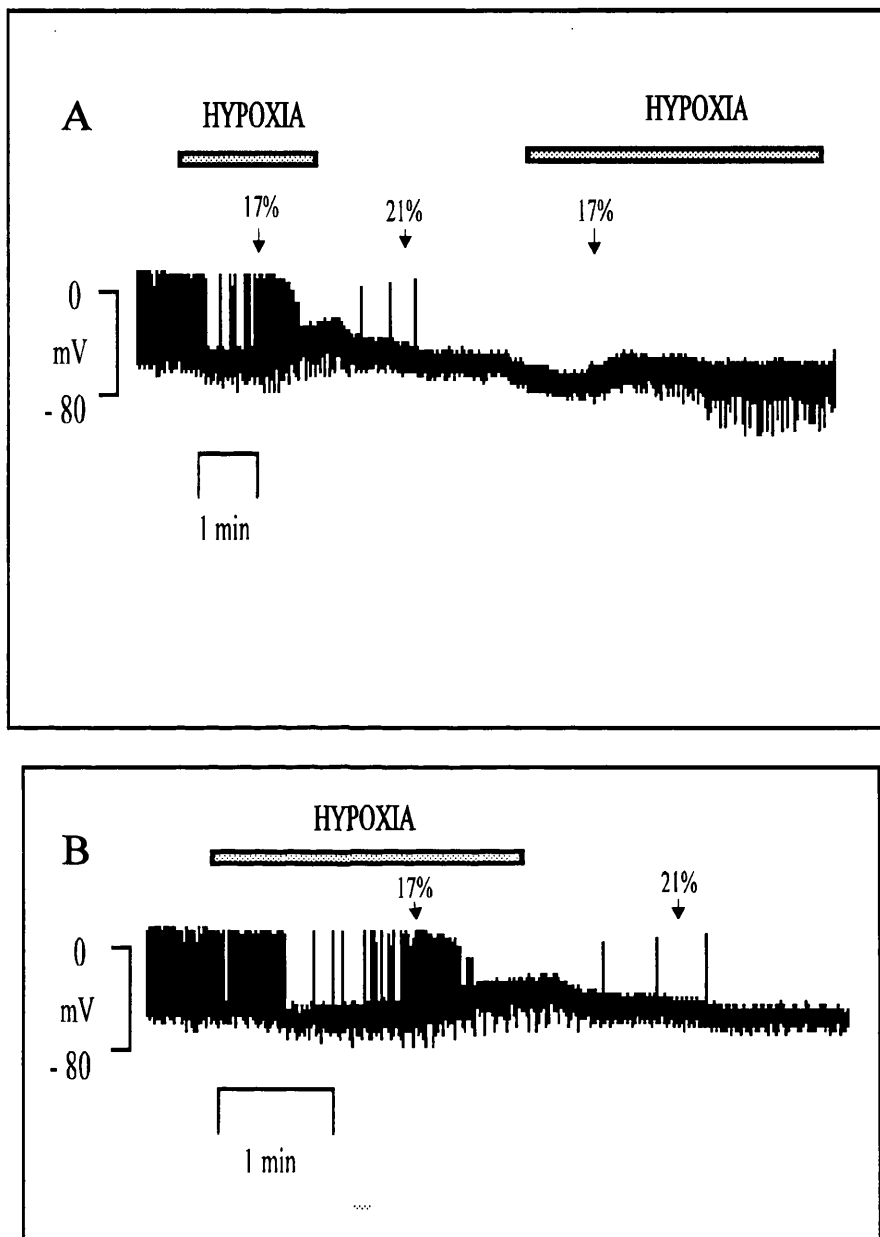 A
HYPOXIA
HYPOXIA
17%
21%
17%
0
mV
- 80
1 min
B
HYPOXIA
17%
21%
0
mV
- 80
1 min